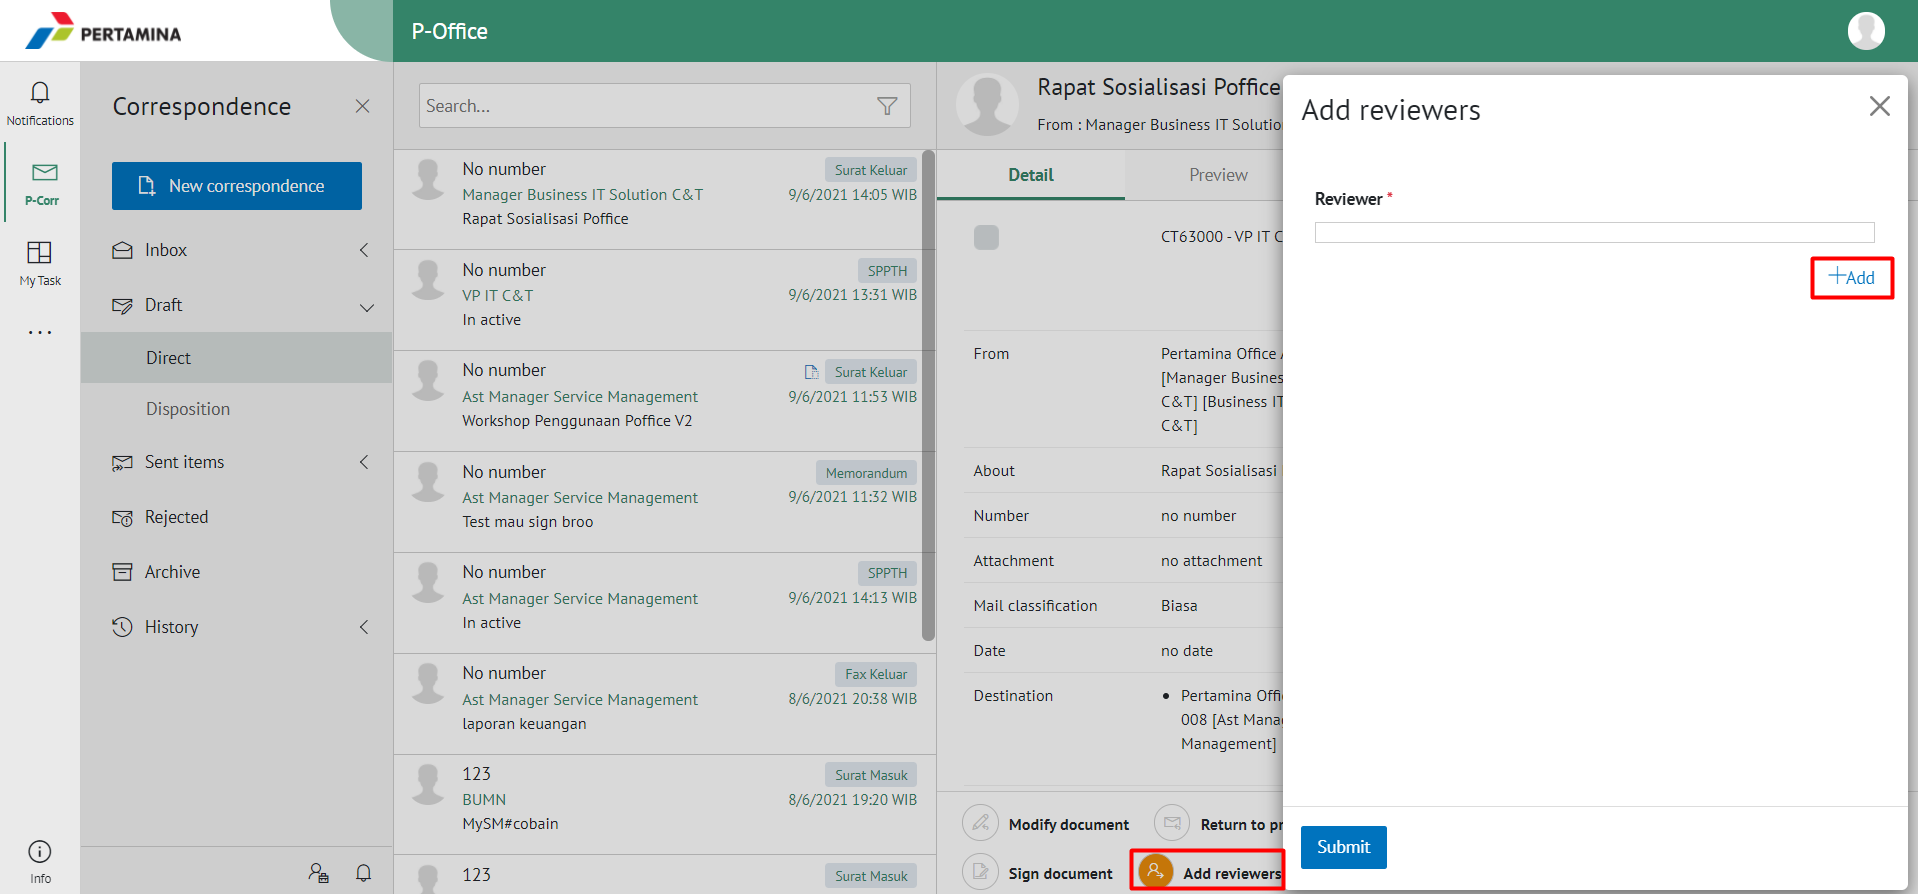 PERTAMINA
P-Office
Notifications
P-Corr
My Task
...
Info
Correspondence
New correspondence
Inbox
Draft
Direct
Disposition
Sent items
Rejected
Archive
History
Search...
No number
Surat Keluar
Manager Business IT Solution C&T
9/6/2021 14:05 WIB
Rapat Sosialisasi Poffice
No number
SPPTH
VP IT C&T
9/6/2021 13:31 WIB
In active
No number
Surat Keluar
Ast Manager Service Management
9/6/2021 11:53 WIB
Workshop Penggunaan Poffice V2
No number
Memorandum
Ast Manager Service Management
9/6/2021 11:32 WIB
Test mau sign broo
No number
SPPTH
Ast Manager Service Management
9/6/2021 14:13 WIB
In active
No number
Fax Keluar
Ast Manager Service Management
8/6/2021 20:38 WIB
laporan keuangan
123
Surat Masuk
BUMN
8/6/2021 19:20 WIB
MySM#cobain
123
Surat Masuk
Rapat Sosialisasi Poffice
From : Manager Business IT Solutio
Detail
Preview
CT63000 - VP IT C
From
Pertamina Office A
[Manager Busines
C&T] [Business IT
C&T]
About
Rapat Sosialisasi
Number
no number
Attachment
no attachment
Mail classification
Biasa
Date
no date
Destination
• Pertamina Offi
008 [Ast Mana
Management]
Modify document
Return to pr
Sign document
Add reviewers
Add reviewers
Reviewer *
+Add
Submit